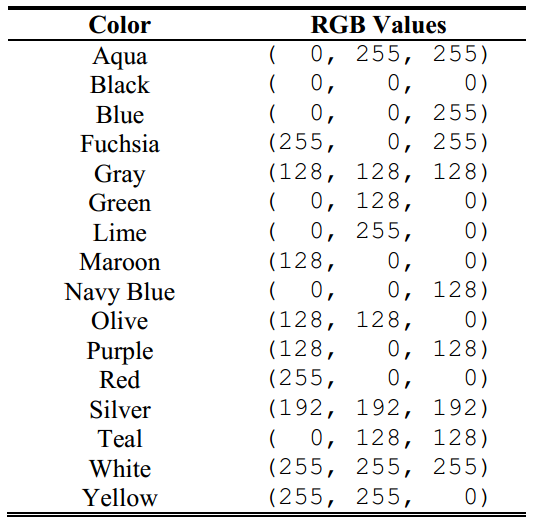 Color RGB Values
Aqua (  0, 255, 255)
Black (  0,   0,   0)
Blue (  0,   0, 255)
Fuchsia (255,   0, 255)
Gray (128, 128, 128)
Green (  0, 128,   0)
Lime (  0, 255,   0)
Maroon (128,   0,   0)
Navy Blue (  0,   0, 128)
Olive (128, 128,   0)
Purple (128,   0, 128)
Red (255,   0,   0)
Silver (192, 192, 192)
Teal (  0, 128, 128)
White (255, 255, 255)
Yellow (255, 255,   0)